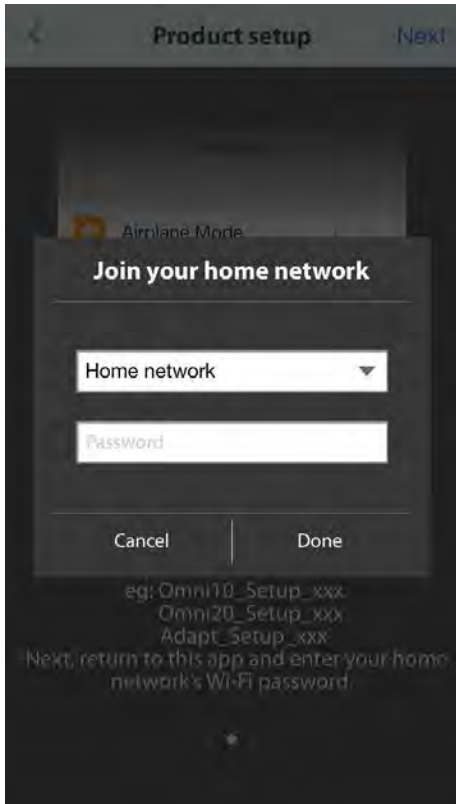 Product setup
Next
Airplane Mode
Join your home network
Home network
Password
Cancel
Done
eg: Omni10_Setup_xxx
Omni20_Setup_xxx
Adapt_Setup_xxx
Next, return to this app and enter your home
network's Wi-Fi password.